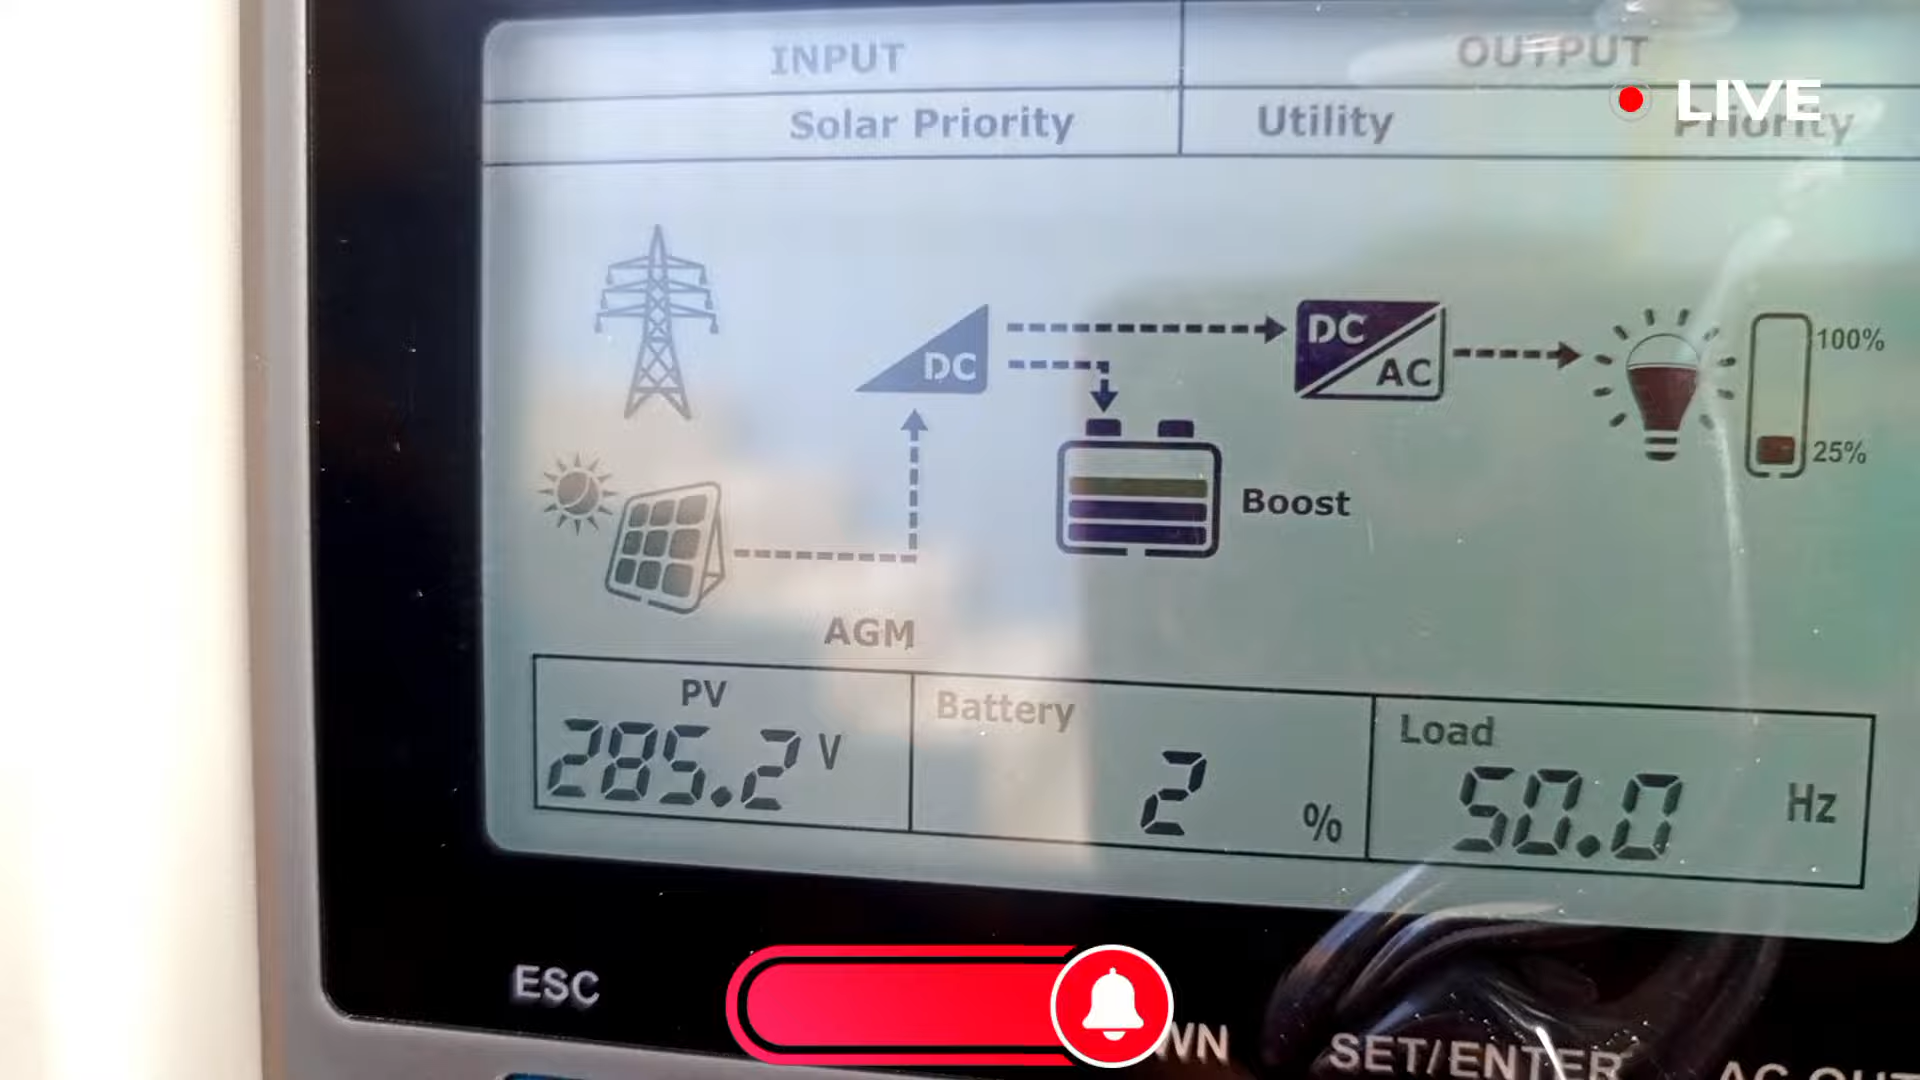 INPUT
OUTPUT
LIVE
Solar Priority
Utility Priority
DC
DC
AC
100%
25%
Boost
AGM
PV
285.2 V
Battery
2 %
Load
50.0 Hz
ESC
WN
SET/ENTER